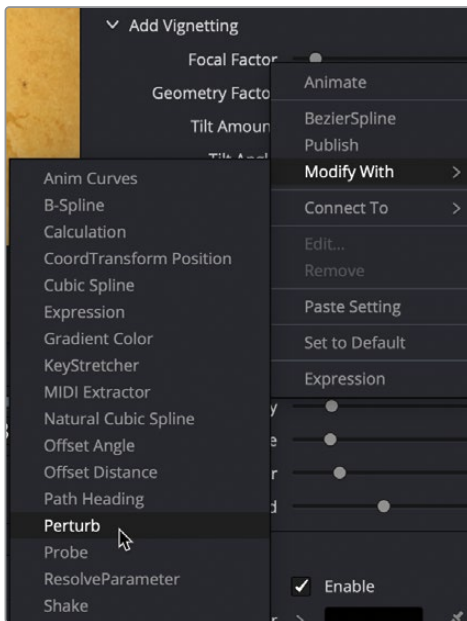 Add Vignetting
Focal Factor
Geometry Facto
Tilt Amoun
Tilt Angl
Animate
BezierSpline
Publish
Modify With
Connect To
Edit...
Remove
Paste Setting
Set to Default
Expression
Anim Curves
B-Spline
Calculation
CoordTransform Position
Cubic Spline
Expression
Gradient Color
KeyStretcher
MIDI Extractor
Natural Cubic Spline
Offset Angle
Offset Distance
Path Heading
Perturb
Probe
ResolveParameter
Shake
y
e
r
d
Enable